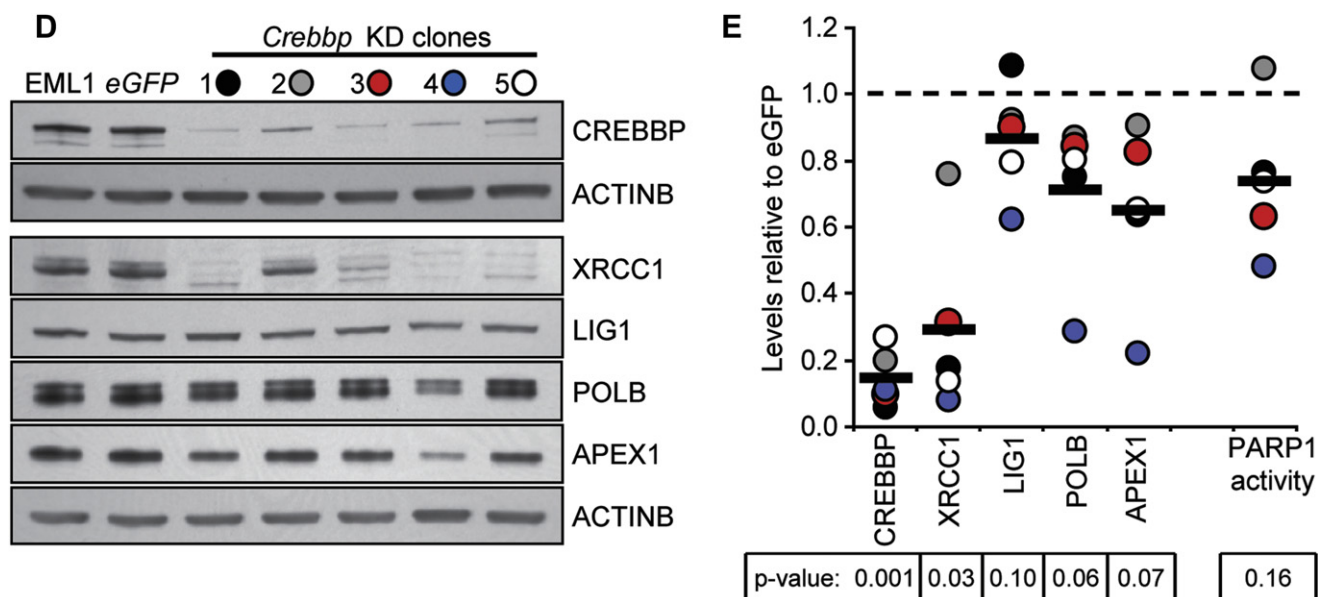 D
Crebbp KD clones
EML1 eGFP 1 2 3 4 5
CREBBP
ACTINB
XRCC1
LIG1
POLB
APEX1
ACTINB
E
Levels relative to eGFP
1.2
1.0
0.8
0.6
0.4
0.2
0.0
CREBBP
XRCC1
LIG1
POLB
APEX1
PARP1
activity
p-value: 0.001 0.03 0.10 0.06 0.07 0.16